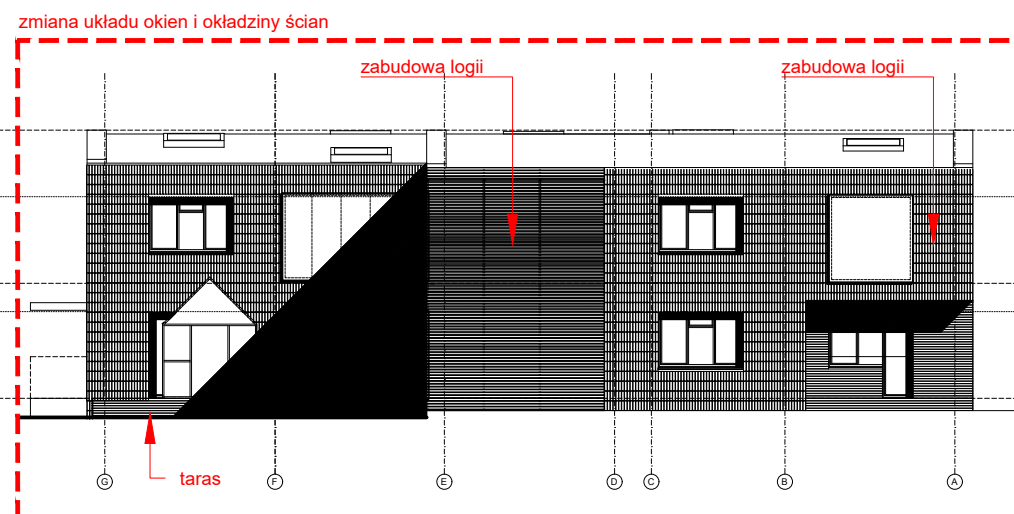 zmiana układu okien i okładziny ścian
zabudowa logii
zabudowa logii
taras
G
F
E
D
C
B
A